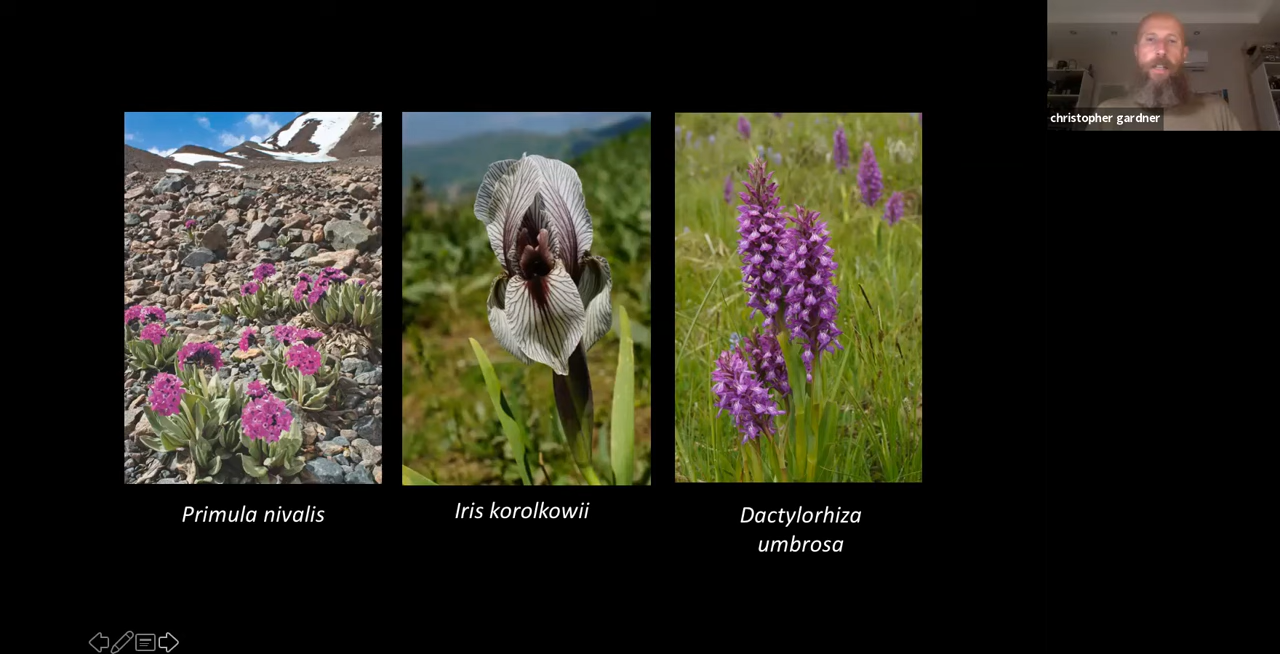 christopher gardner
Primula nivalis
Iris korolkowii
Dactylorhiza
umbrosa